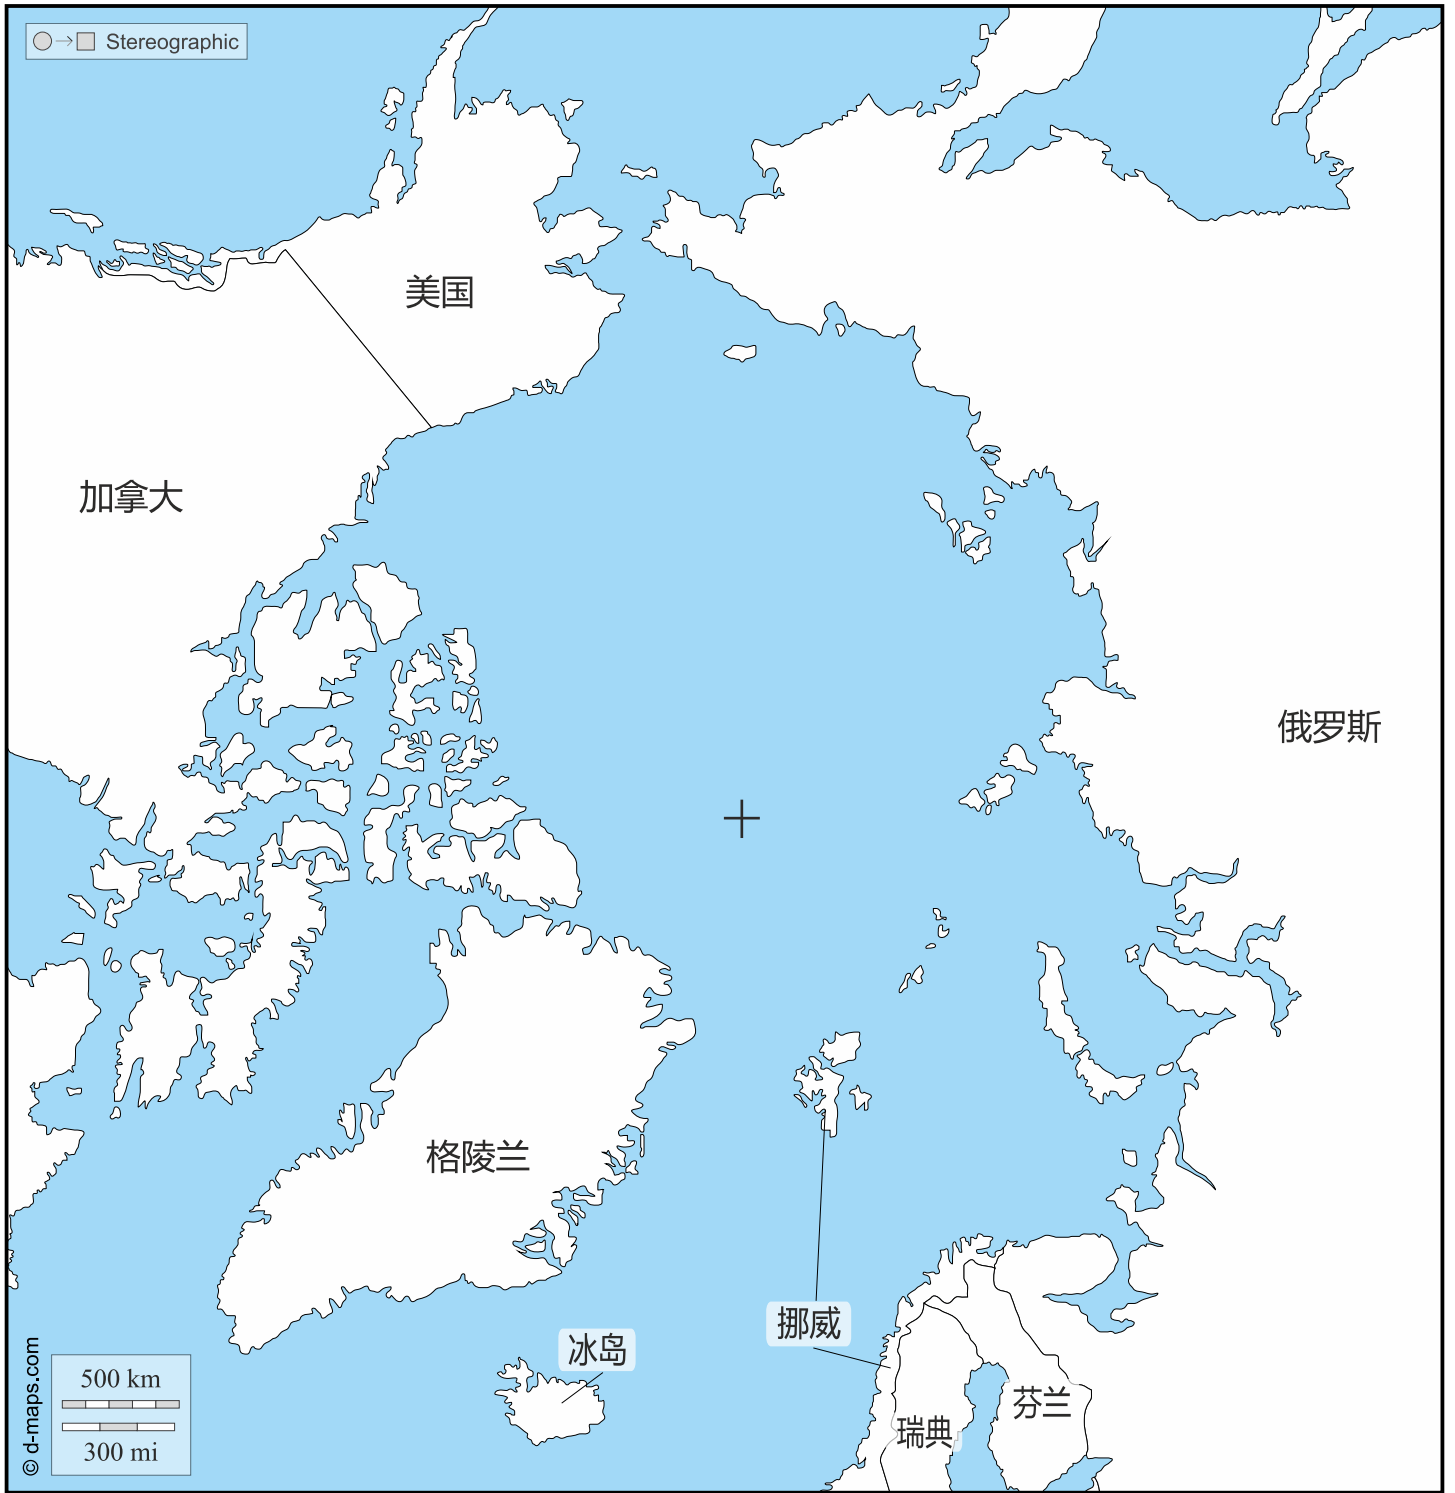 Stereographic
美国
加拿大
俄罗斯
格陵兰
挪威
冰岛
芬兰
瑞典
500 km
300 mi
© d-maps.com